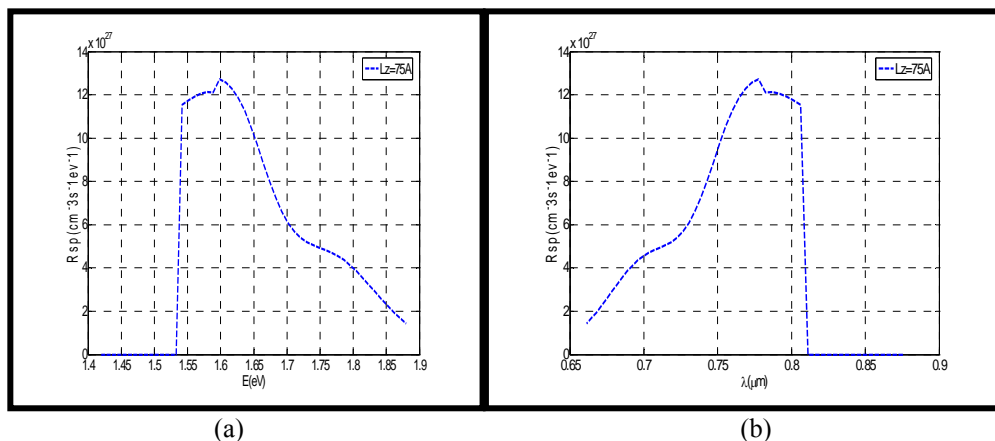 x 10^27
14
12
10
8
6
4
2
0
R s p ( cm^-3s^-1ev^-1)
1.4 1.45 1.5 1.55 1.6 1.65 1.7 1.75 1.8 1.85 1.9
E(eV)
Lz=75A
(a)
x 10^27
14
12
10
8
6
4
2
0
R s p ( cm^-3s^-1ev^-1)
0.65 0.7 0.75 0.8 0.85 0.9
λ(μm)
Lz=75A
(b)